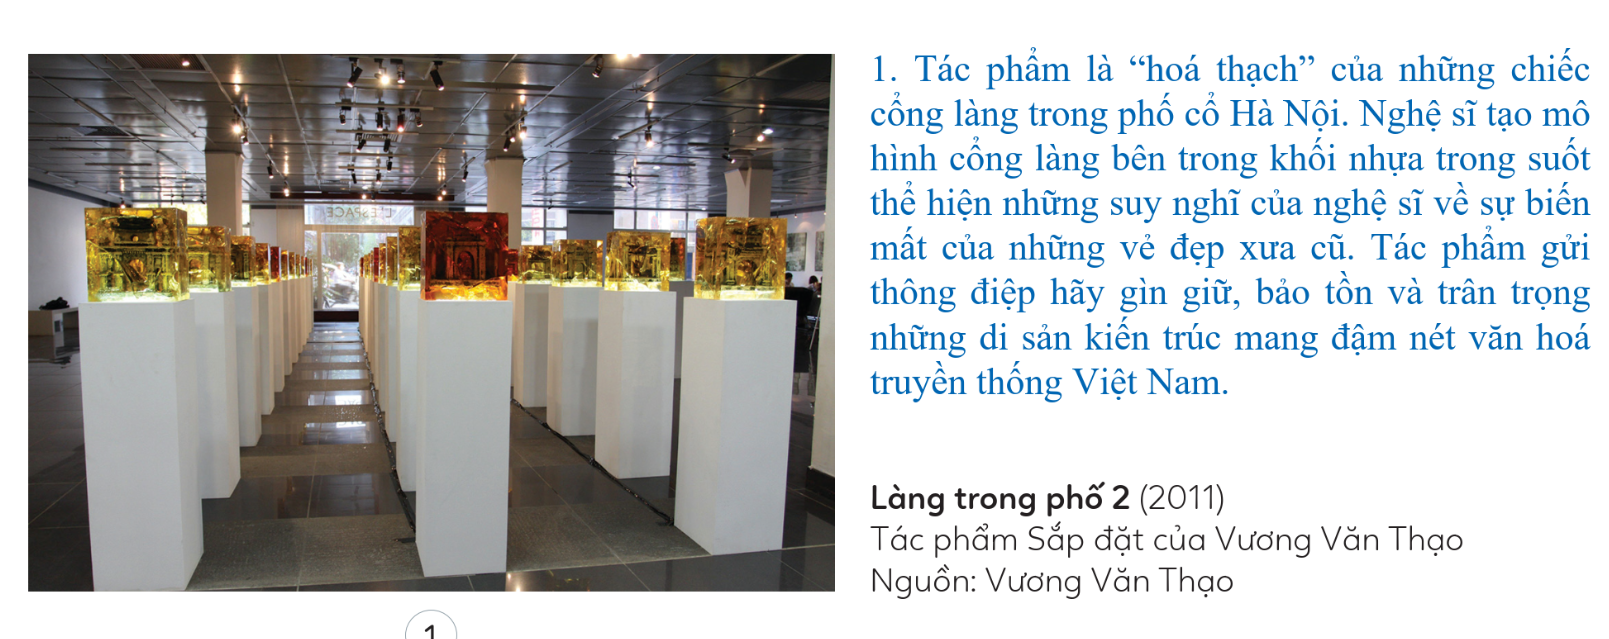 1. Tác phẩm là “hoá thạch” của những chiếc
cổng làng trong phố cổ Hà Nội. Nghệ sĩ tạo mô
hình cổng làng bên trong khối nhựa trong suốt
thể hiện những suy nghĩ của nghệ sĩ về sự biến
mất của những vẻ đẹp xưa cũ. Tác phẩm gửi
thông điệp hãy gìn giữ, bảo tồn và trân trọng
những di sản kiến trúc mang đậm nét văn hoá
truyền thống Việt Nam.
Làng trong phố 2 (2011)
Tác phẩm Sắp đặt của Vương Văn Thạo
Nguồn: Vương Văn Thạo
L'ESPACE
1